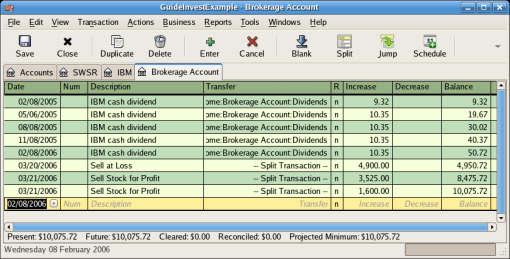 GuideInvestExample - Brokerage Account
File Edit View Transaction Actions Business Reports Tools Windows Help
Save Close Duplicate Delete Enter Cancel Blank Split Jump Schedule
Accounts SWSR IBM Brokerage Account
Date Num Description Transfer R Increase Decrease Balance
02/08/2005 IBM cash dividend ome:Brokerage Account:Dividends n 9.32 9.32
05/06/2005 IBM cash dividend ome:Brokerage Account:Dividends n 10.35 19.67
08/08/2005 IBM cash dividend ome:Brokerage Account:Dividends n 10.35 30.02
11/08/2005 IBM cash dividend ome:Brokerage Account:Dividends n 10.35 40.37
02/08/2006 IBM cash dividend ome:Brokerage Account:Dividends n 10.35 50.72
03/20/2006 Sell at Loss -- Split Transaction -- n 4,900.00 4,950.72
03/21/2006 Sell Stock for Profit -- Split Transaction -- n 3,525.00 8,475.72
03/21/2006 Sell Stock for Profit -- Split Transaction -- n 1,600.00 10,075.72
02/08/2006 Num Description Transfer n Increase Decrease Balance
Present: $10,075.72 Future: $10,075.72 Cleared: $0.00 Reconciled: $0.00 Projected Minimum: $10,075.72
Wednesday 08 February 2006